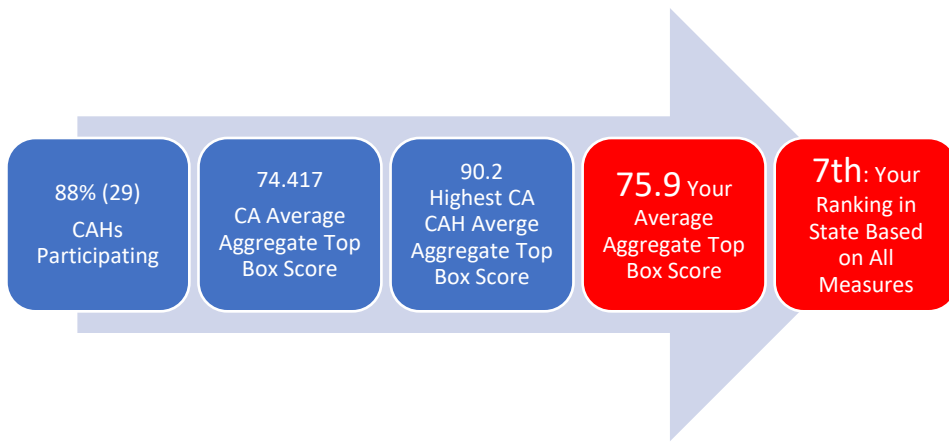 88% (29)
CAHs
Participating
74.417
CA Average
Aggregate Top
Box Score
90.2
Highest CA
CAH Averge
Aggregate Top
Box Score
75.9 Your
Average
Aggregate Top
Box Score
7th: Your
Ranking in
State Based
on All
Measures